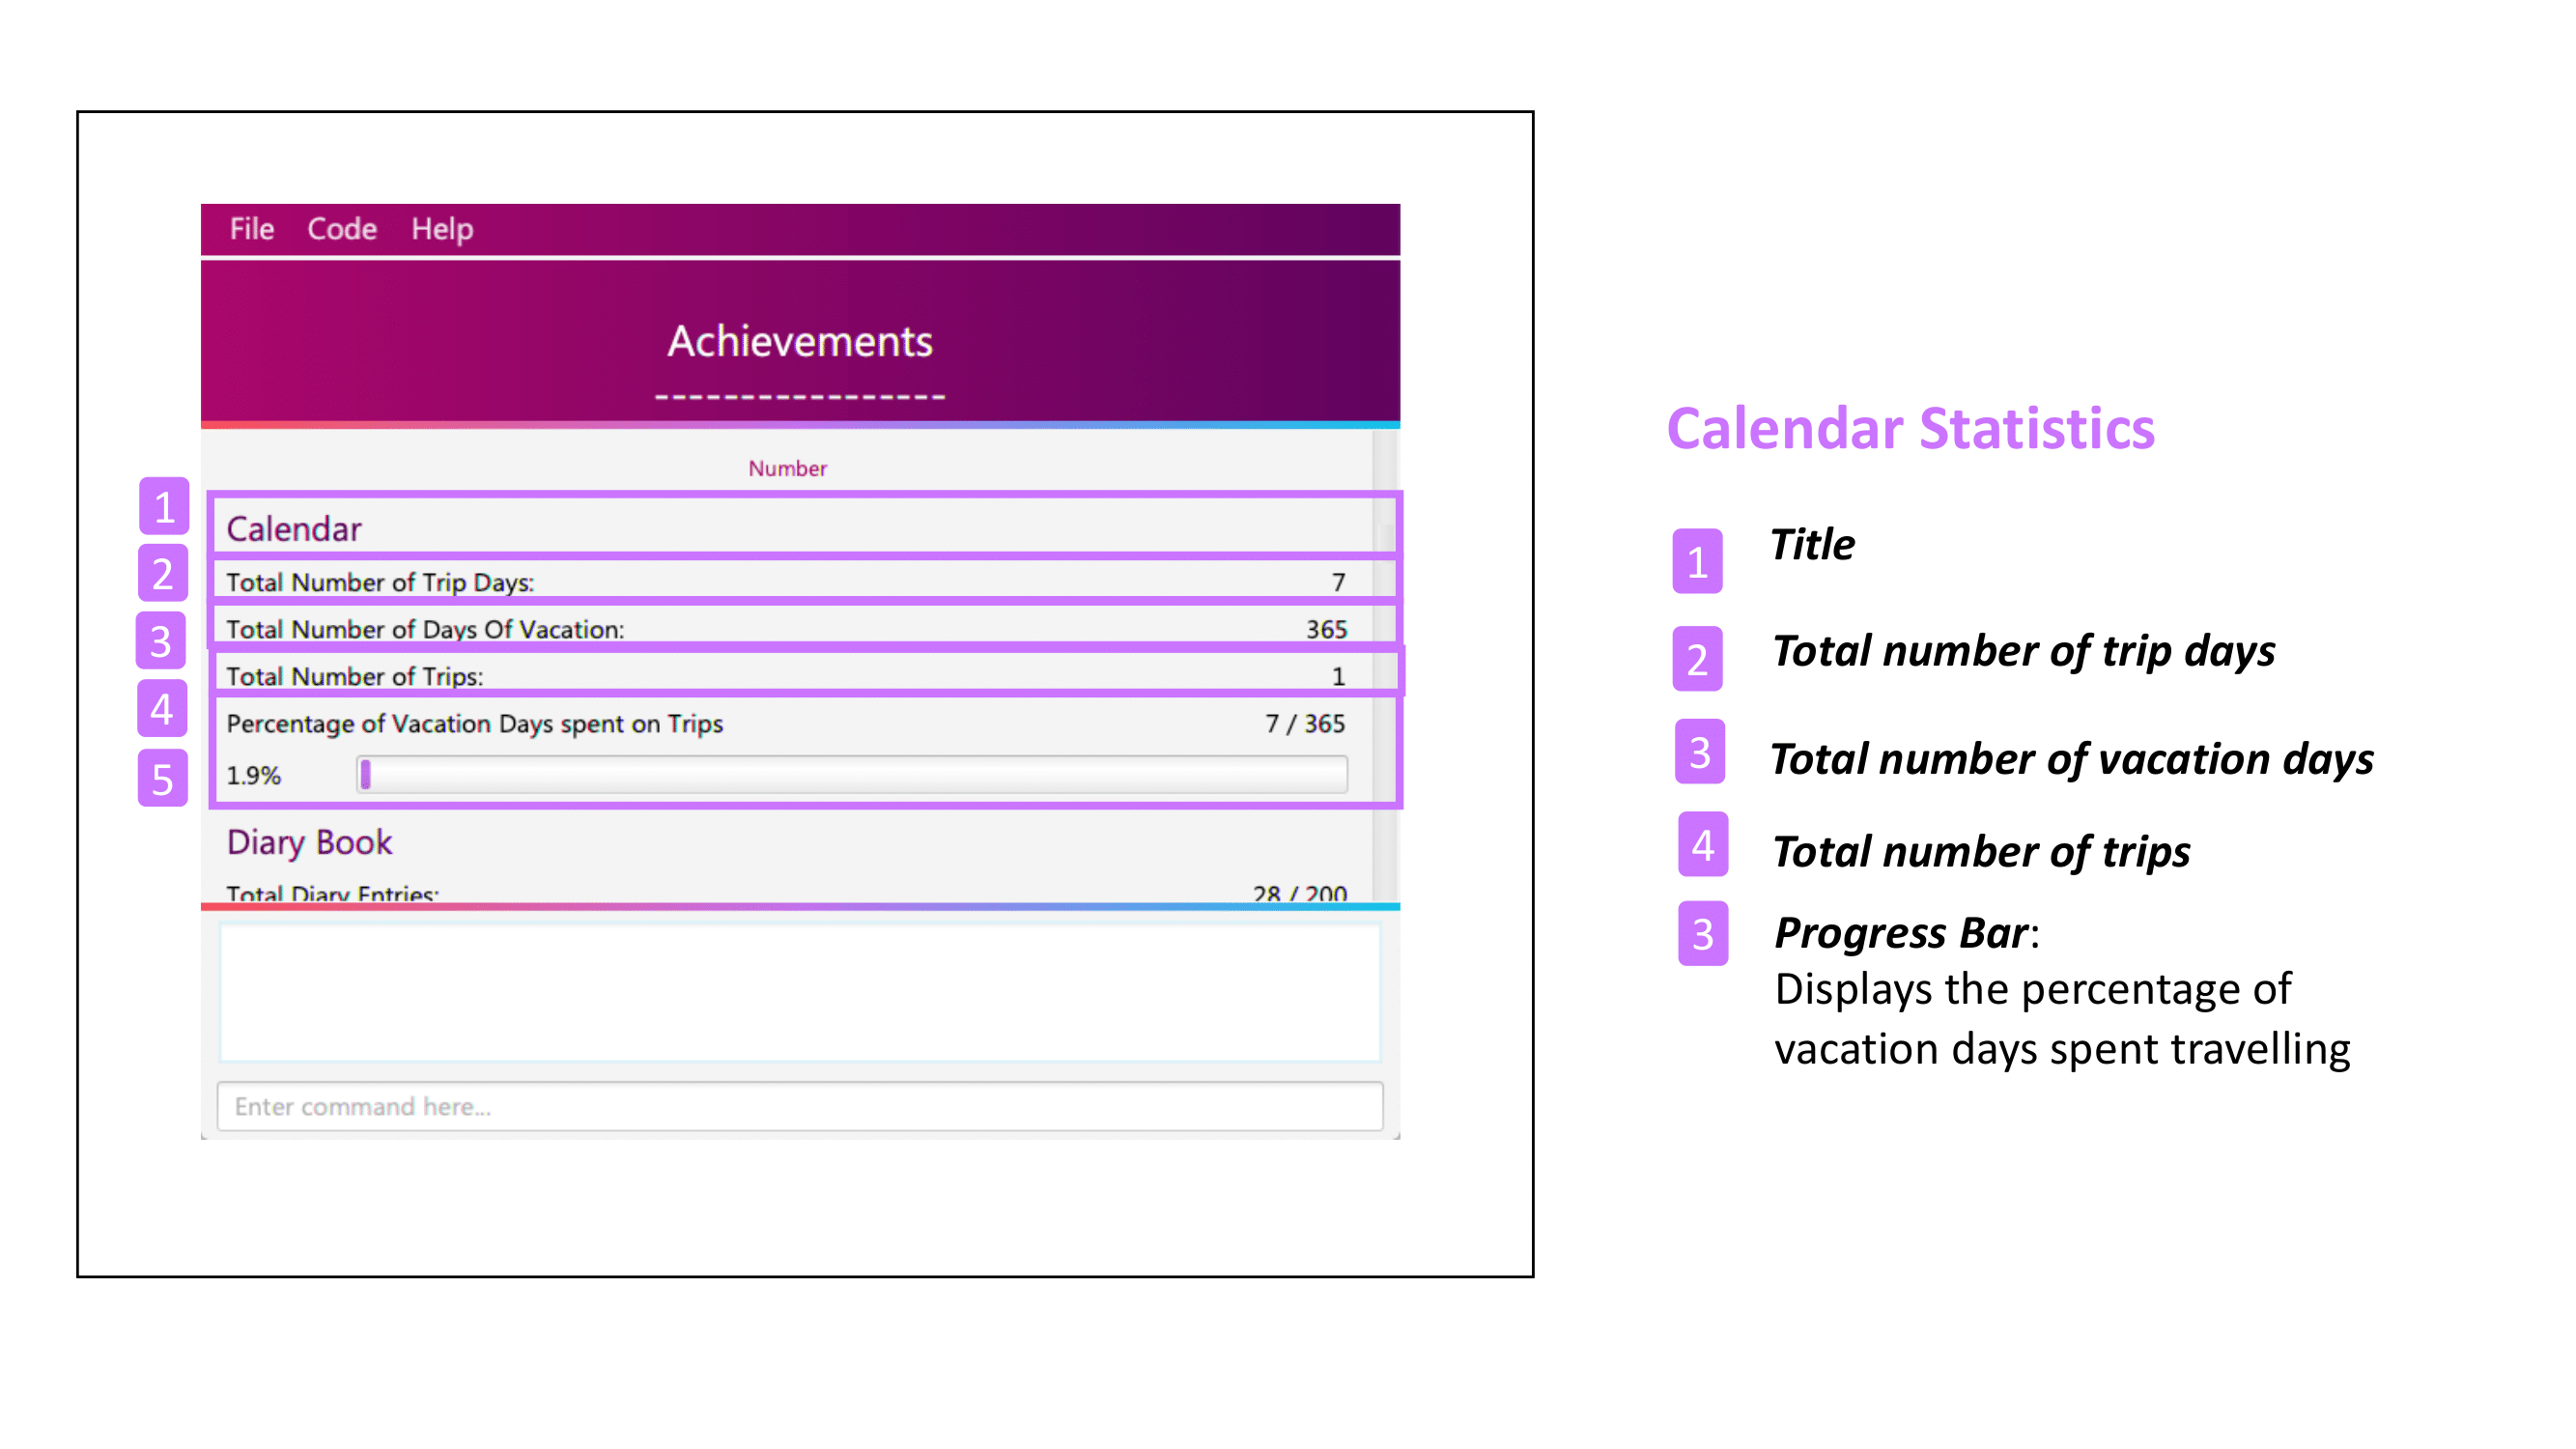 File Code Help
Achievements
-----------------
Number
1
Calendar
2
Total Number of Trip Days: 7
3
Total Number of Days Of Vacation: 365
4
Total Number of Trips: 1
5
Percentage of Vacation Days spent on Trips 7 / 365
1.9%
Diary Book
Total Diary Entries: 28 / 200
Enter command here...
Calendar Statistics
1 Title
2 Total number of trip days
3 Total number of vacation days
4 Total number of trips
3 Progress Bar:
Displays the percentage of
vacation days spent travelling